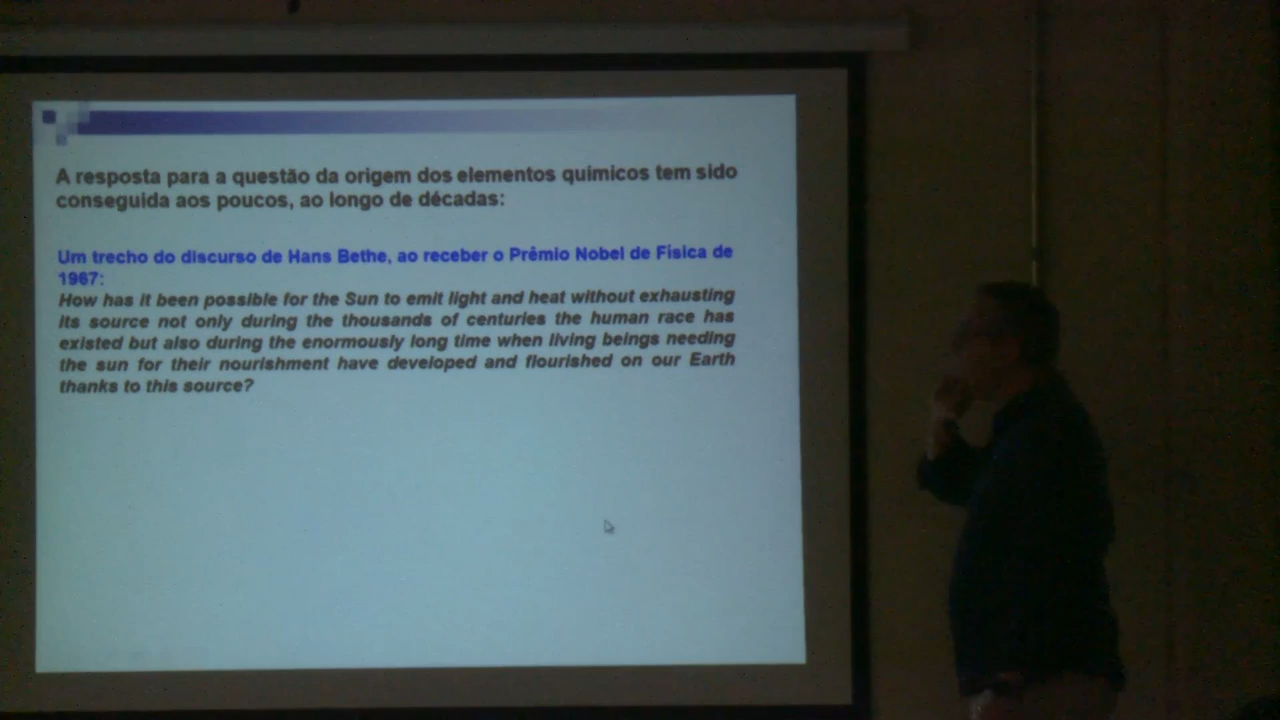 A resposta para a questão da origem dos elementos químicos tem sido
conseguida aos poucos, ao longo de décadas:
Um trecho do discurso de Hans Bethe, ao receber o Prêmio Nobel de Física de
1967:
How has it been possible for the Sun to emit light and heat without exhausting
its source not only during the thousands of centuries the human race has
existed but also during the enormously long time when living beings needing
the sun for their nourishment have developed and flourished on our Earth
thanks to this source?